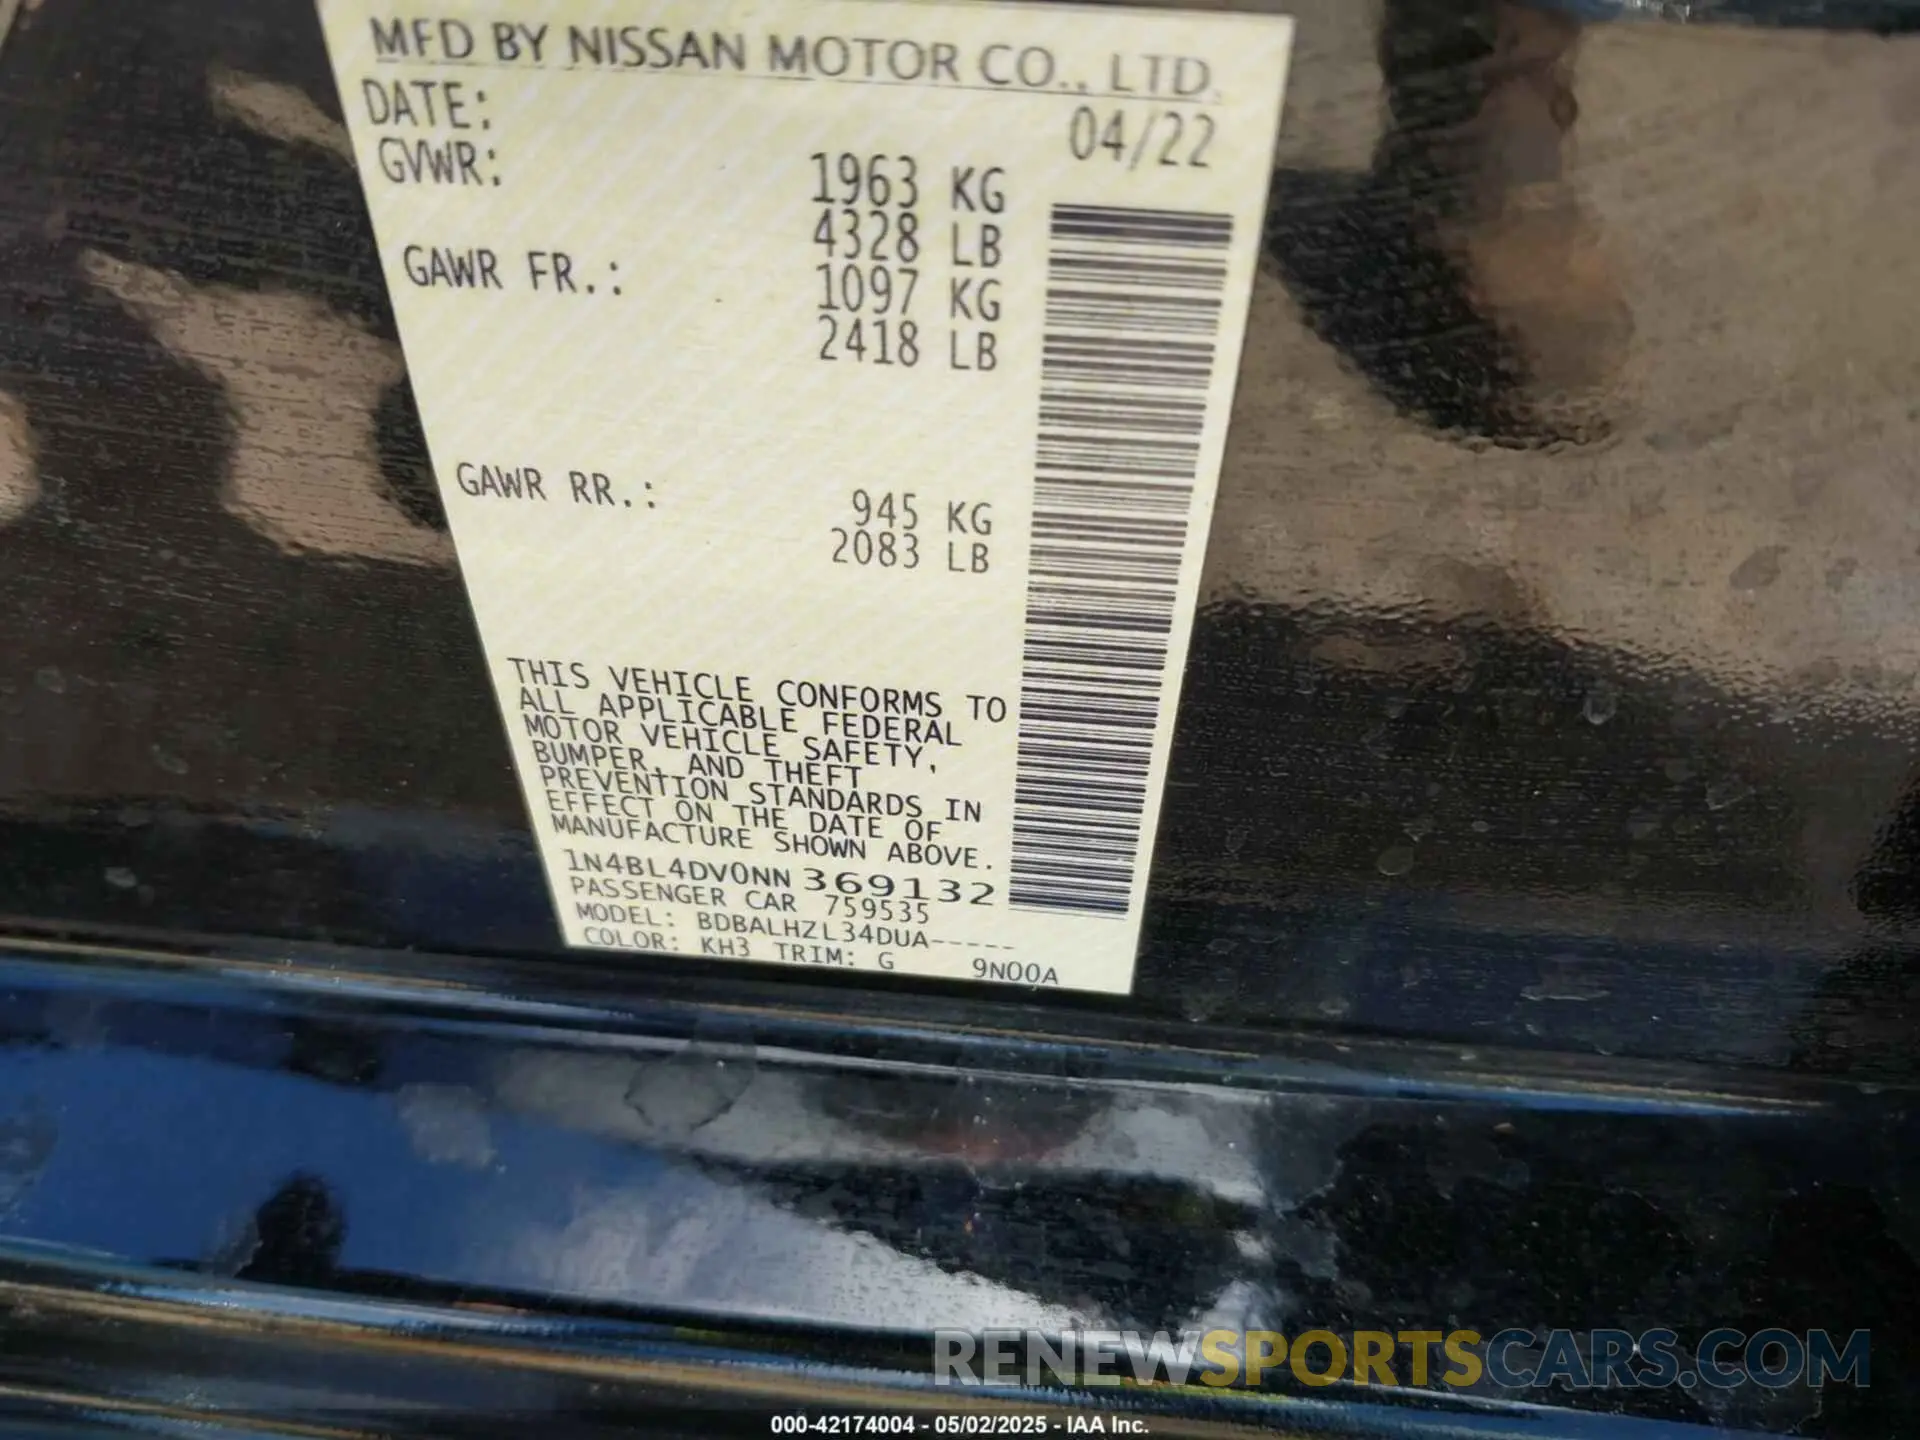 MFD BY NISSAN MOTOR CO., LTD.
DATE: 04/22
GVWR: 1963 KG
4328 LB
GAWR FR.: 1097 KG
2418 LB
GAWR RR.: 945 KG
2083 LB
THIS VEHICLE CONFORMS TO
ALL APPLICABLE FEDERAL
MOTOR VEHICLE SAFETY,
BUMPER, AND THEFT
PREVENTION STANDARDS IN
EFFECT ON THE DATE OF
MANUFACTURE SHOWN ABOVE.
1N4BL4DV0NN 369132
PASSENGER CAR 759535
MODEL: BDBALHZL34DUA-----
COLOR: KH3 TRIM: G 9N00A
RENEWSPORTSCARS.COM
000-42174004 - 05/02/2025 - IAA Inc.